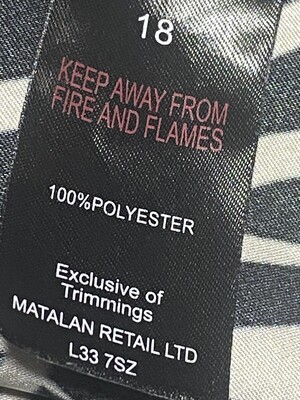 18
KEEP AWAY FROM
FIRE AND FLAMES
100%POLYESTER
Exclusive of
Trimmings
MATALAN RETAIL LTD
L33 7SZ